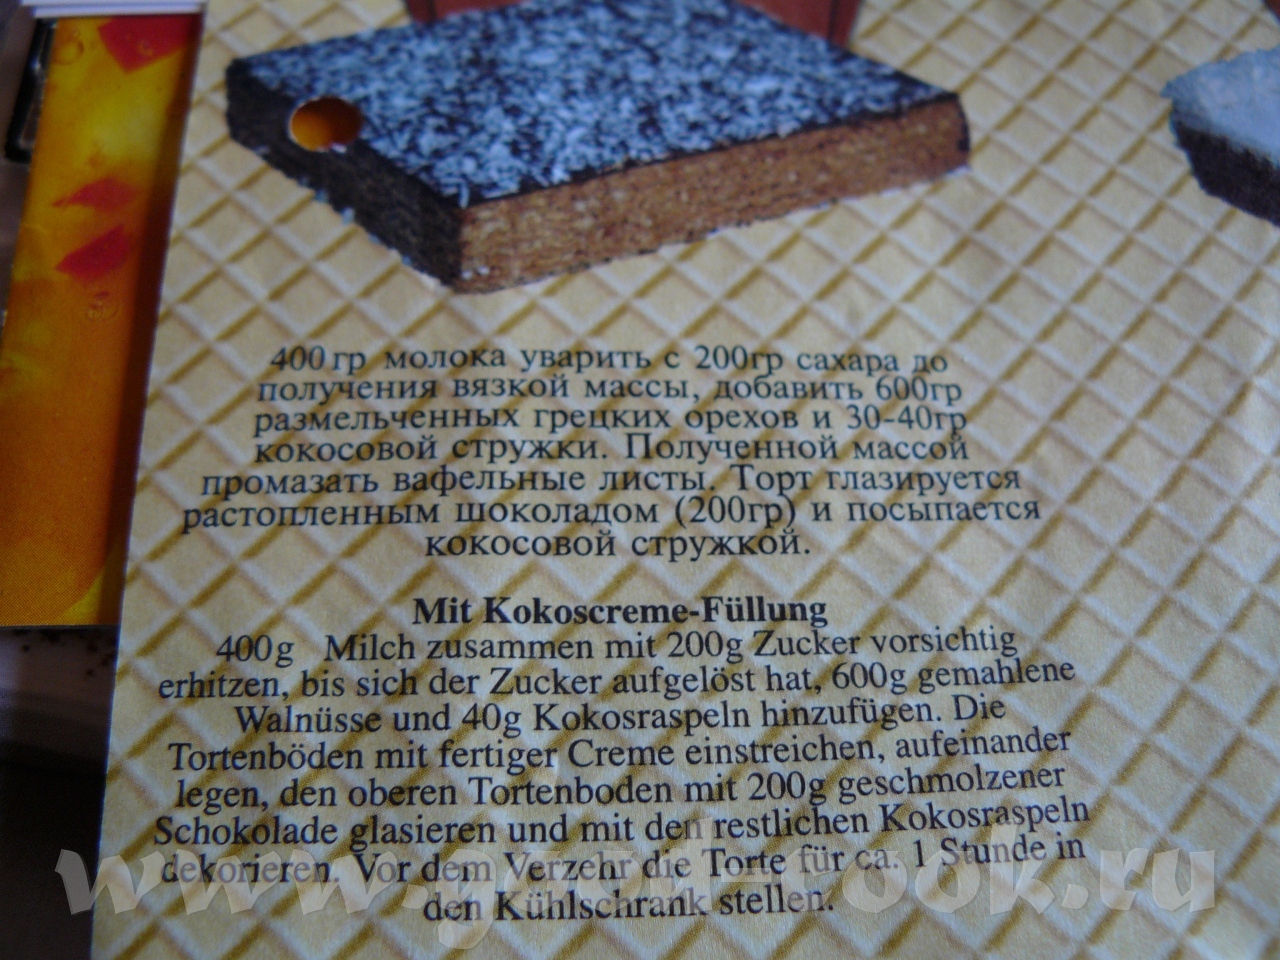 400гр молока уварить с 200гр сахара до
получения вязкой массы, добавить 600гр
размельченных грецких орехов и 30-40гр
кокосовой стружки. Полученной массой
промазать вафельные листы. Торт глазируется
растопленным шоколадом (200гр) и посыпается
кокосовой стружкой.
Mit Kokoscreme-Füllung
400g Milch zusammen mit 200g Zucker vorsichtig
erhitzen, bis sich der Zucker aufgelöst hat, 600g gemahlene
Walnüsse und 40g Kokosraspeln hinzufügen. Die
Tortenböden mit fertiger Creme einstreichen, aufeinander
legen, den oberen Tortenboden mit 200g geschmolzener
Schokolade glasieren und mit den restlichen Kokosraspeln
dekorieren. Vor dem Verzehr die Torte für ca. 1 Stunde in
den Kühlschrank stellen.
www.good-cook.ru